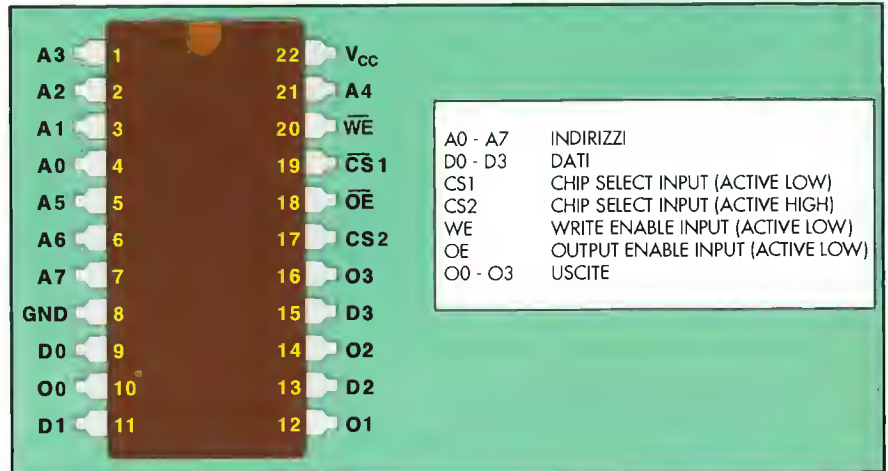 A3 1 22 VCC
A2 2 21 A4
A1 3 20 W̅E̅
A0 4 19 C̅S̅1
A5 5 18 O̅E̅
A6 6 17 CS2
A7 7 16 O3
GND 8 15 D3
D0 9 14 O2
O0 10 13 D2
D1 11 12 O1
A0 - A7 INDIRIZZI
D0 - D3 DATI
CS1 CHIP SELECT INPUT (ACTIVE LOW)
CS2 CHIP SELECT INPUT (ACTIVE HIGH)
WE WRITE ENABLE INPUT (ACTIVE LOW)
OE OUTPUT ENABLE INPUT (ACTIVE LOW)
O0 - O3 USCITE